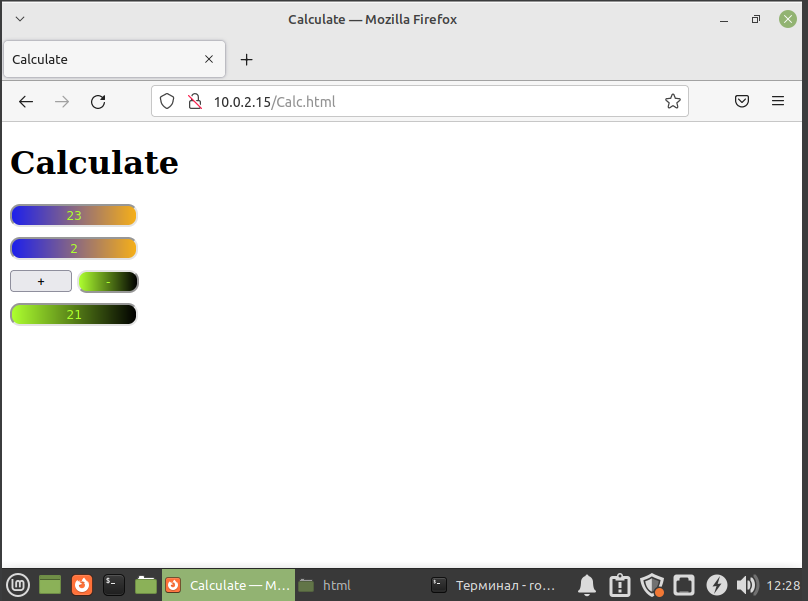 Calculate — Mozilla Firefox
Calculate
10.0.2.15/Calc.html
Calculate
23
2
+ -
21
Calculate — M...
html
Терминал - ro...
12:28